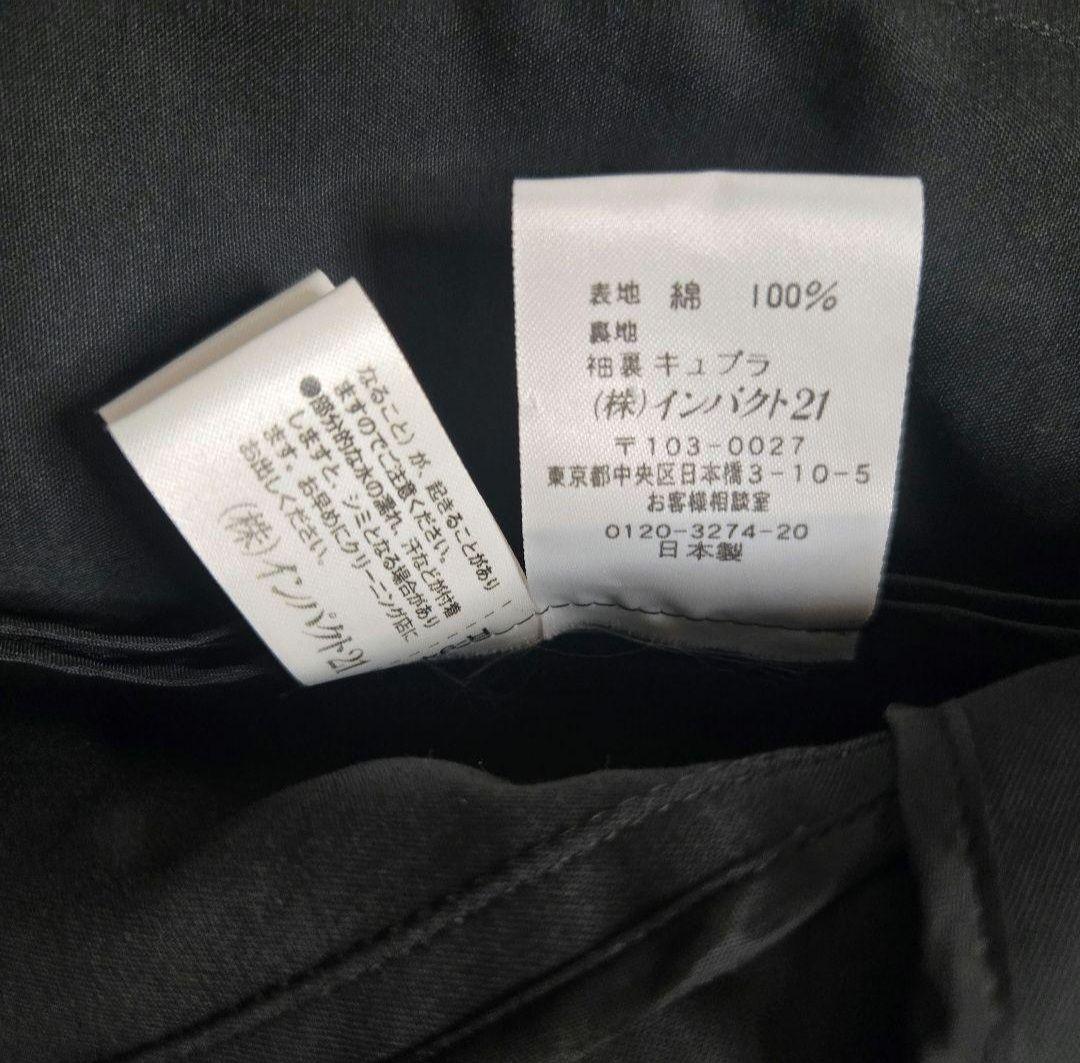 なること)が、起きることがあり
ますのでご注意ください。
●部分的な水の濡れ、汗などが付着
しますと、シミとなる場合があり
ます。お早めにクリーニング店に
お出しください。
(株)インパクト21
表地 綿 100%
裏地
袖裏キュプラ
(株)インパクト21
〒103-0027
東京都中央区日本橋3-10-5
お客様相談室
0120-3274-20
日本製